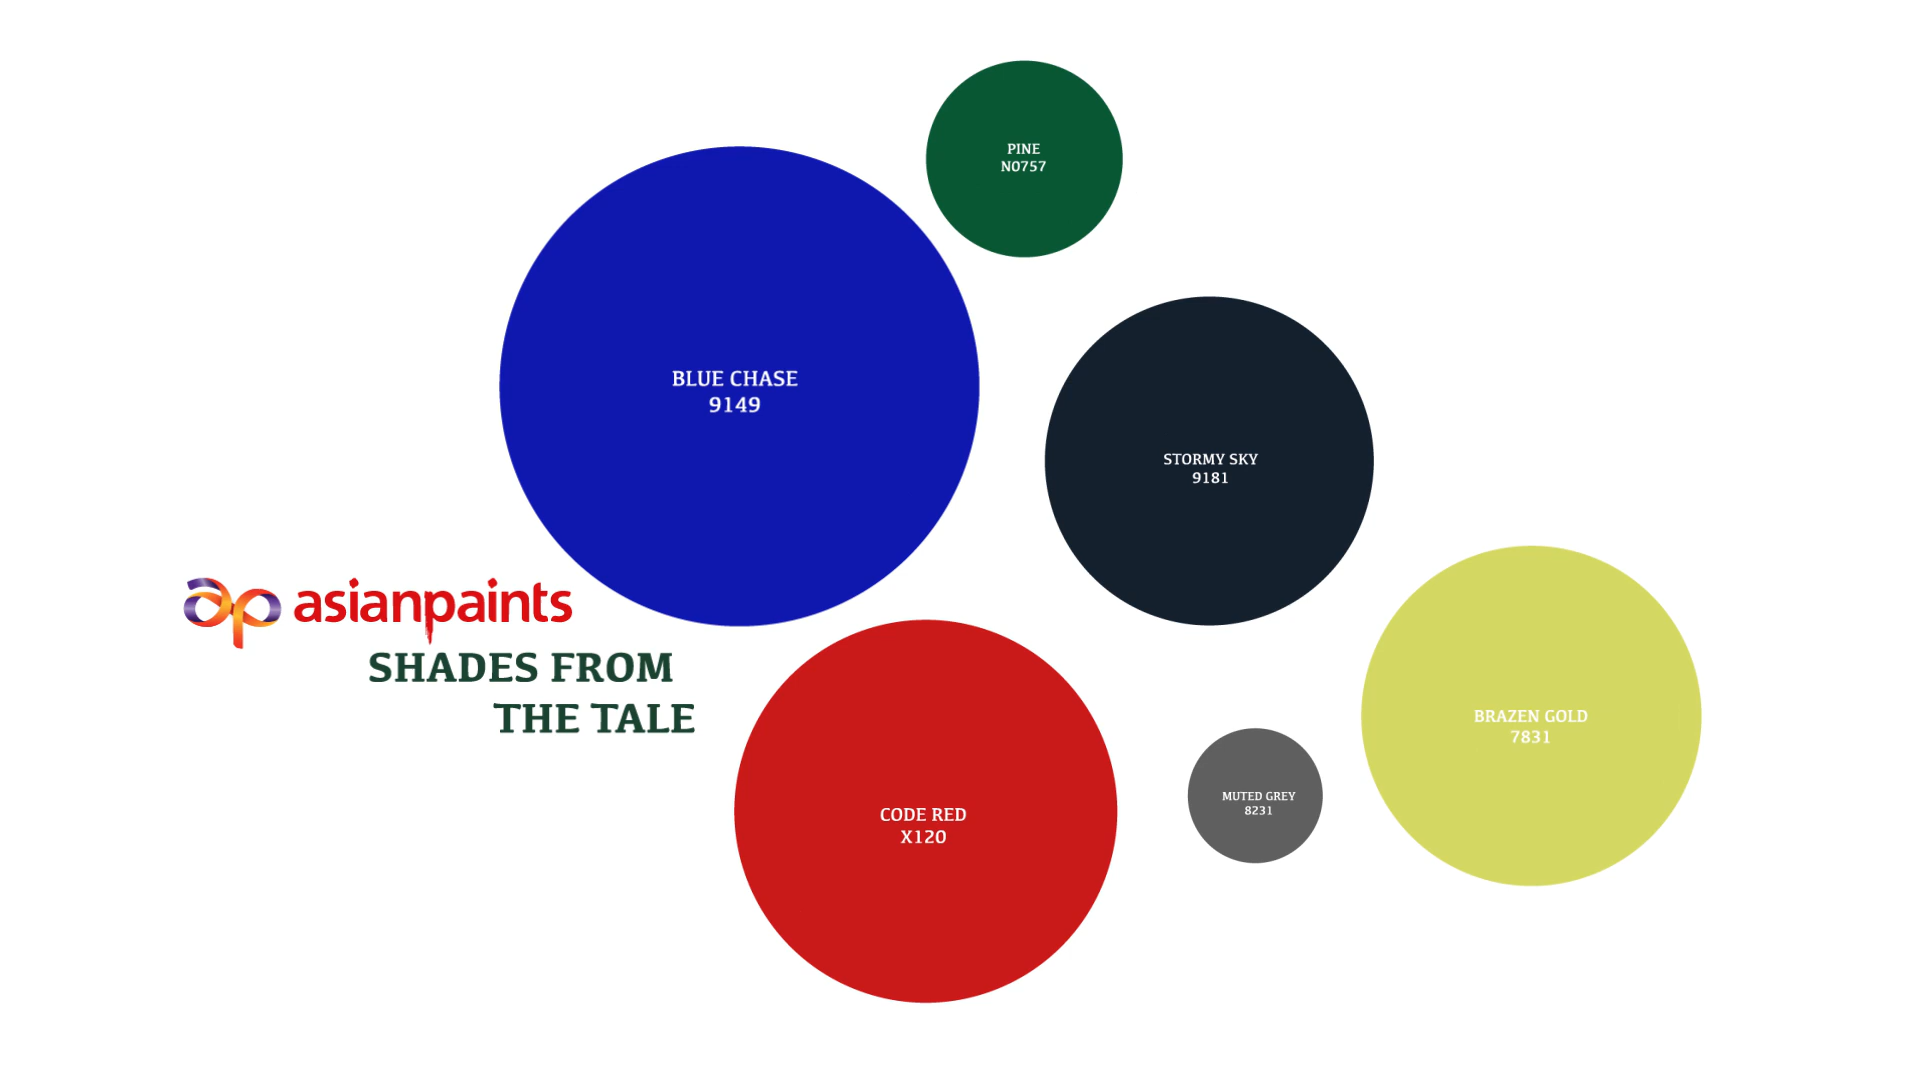 PINE
N0757
BLUE CHASE
9149
STORMY SKY
9181
asianpaints
SHADES FROM
THE TALE
BRAZEN GOLD
7831
MUTED GREY
8231
CODE RED
X120